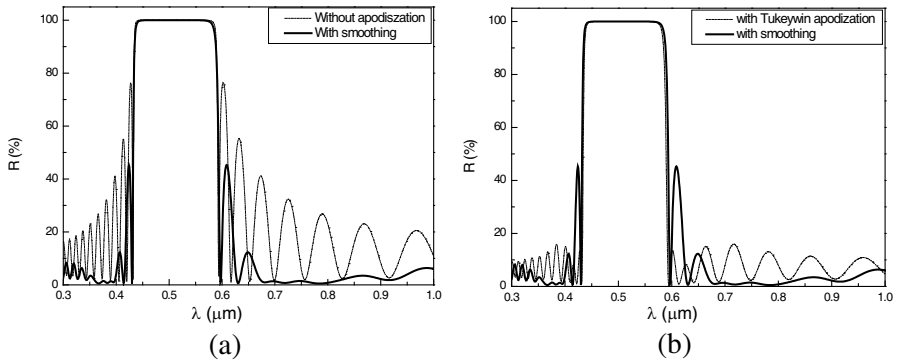 Without apodiszation
With smoothing
100
80
60
40
20
0
R (%)
0.3 0.4 0.5 0.6 0.7 0.8 0.9 1.0
λ (μm)
(a)
with Tukeywin apodization
with smoothing
100
80
60
40
20
0
R (%)
0.3 0.4 0.5 0.6 0.7 0.8 0.9 1.0
λ (μm)
(b)